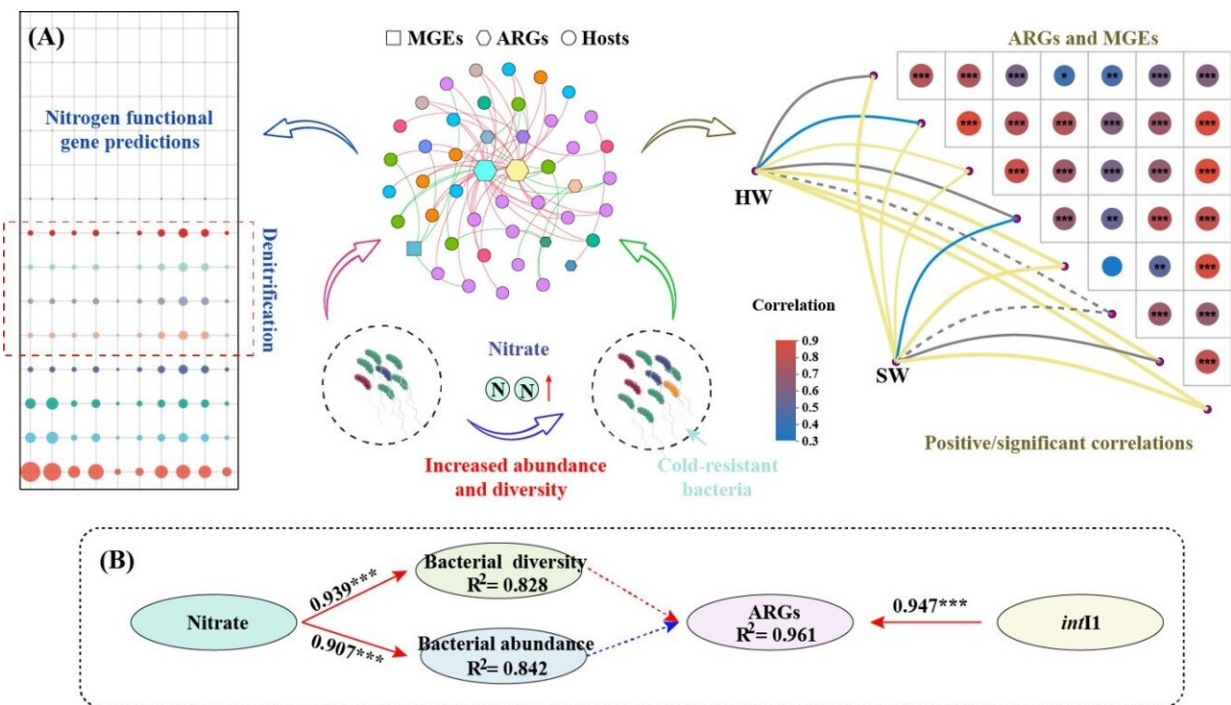 (A)
Nitrogen functional
gene predictions
Denitrification
MGEs ARGs Hosts
Nitrate
N N
Increased abundance
and diversity
Cold-resistant
bacteria
ARGs and MGEs
*** *** *** * ** *** ***
*** *** *** *** *** ***
*** *** *** *** ***
*** ** *** ***
** ***
*** ***
***
HW
SW
Correlation
0.9
0.8
0.7
0.6
0.5
0.4
0.3
Positive/significant correlations
(B)
Nitrate
0.939***
0.907***
Bacterial diversity
R²= 0.828
Bacterial abundance
R²= 0.842
ARGs
R²= 0.961
0.947***
intI1